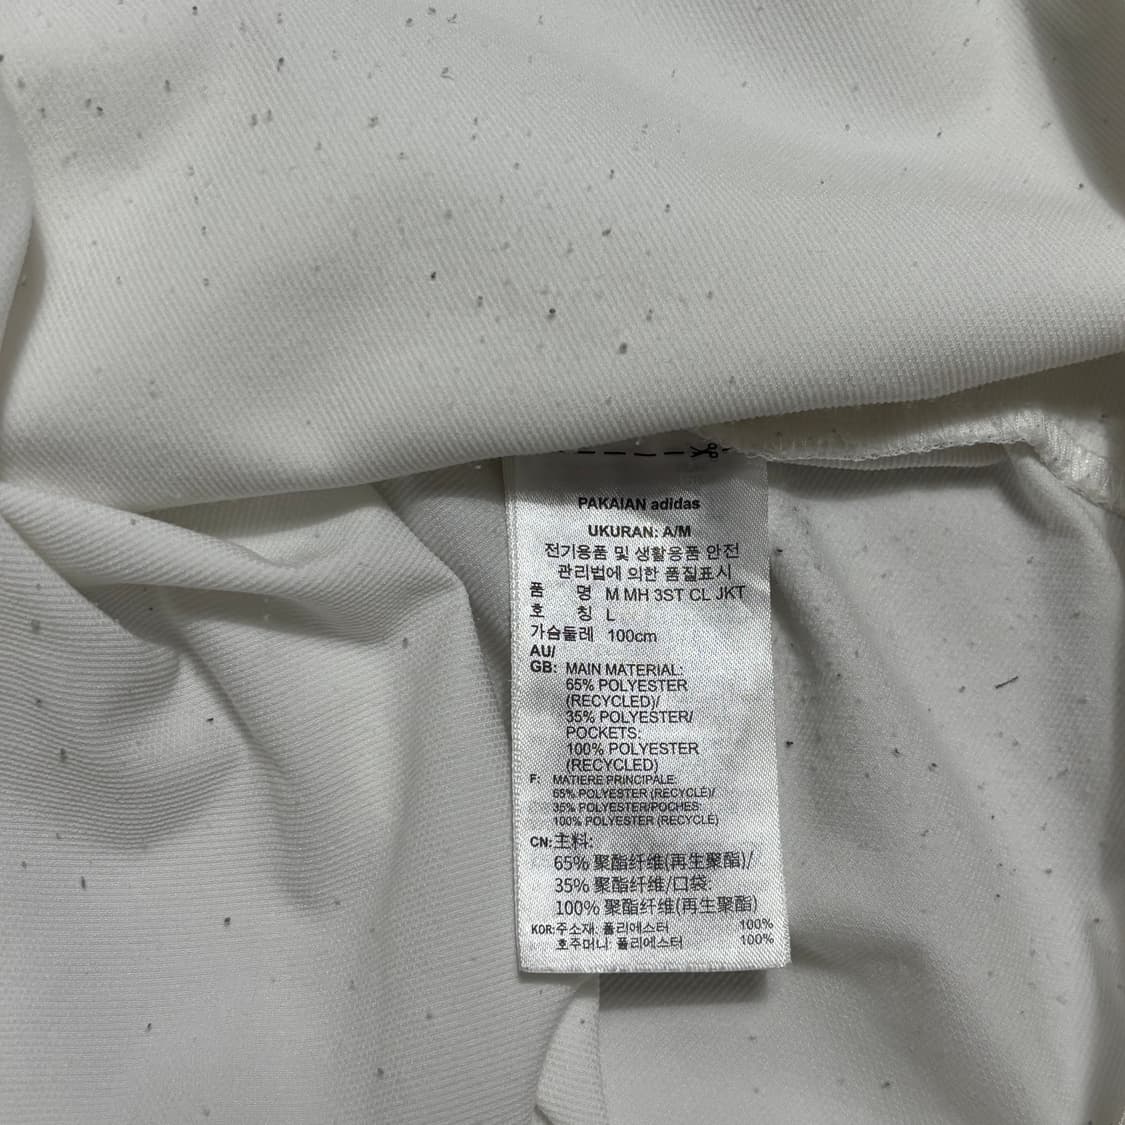 PAKAIAN adidas
UKURAN: A/M
전기용품 및 생활용품 안전
관리법에 의한 품질표시
품 명 M MH 3ST CL JKT
호 칭 L
가슴둘레 100cm
AU/
GB: MAIN MATERIAL:
65% POLYESTER
(RECYCLED)/
35% POLYESTER/
POCKETS:
100% POLYESTER
(RECYCLED)
F: MATIERE PRINCIPALE:
65% POLYESTER (RECYCLÉ)/
35% POLYESTER/POCHES:
100% POLYESTER (RECYCLÉ)
CN:主料:
65% 聚酯纤维(再生聚酯)/
35% 聚酯纤维/口袋:
100% 聚酯纤维(再生聚酯)
KOR:주소재: 폴리에스터 100%
호주머니: 폴리에스터 100%